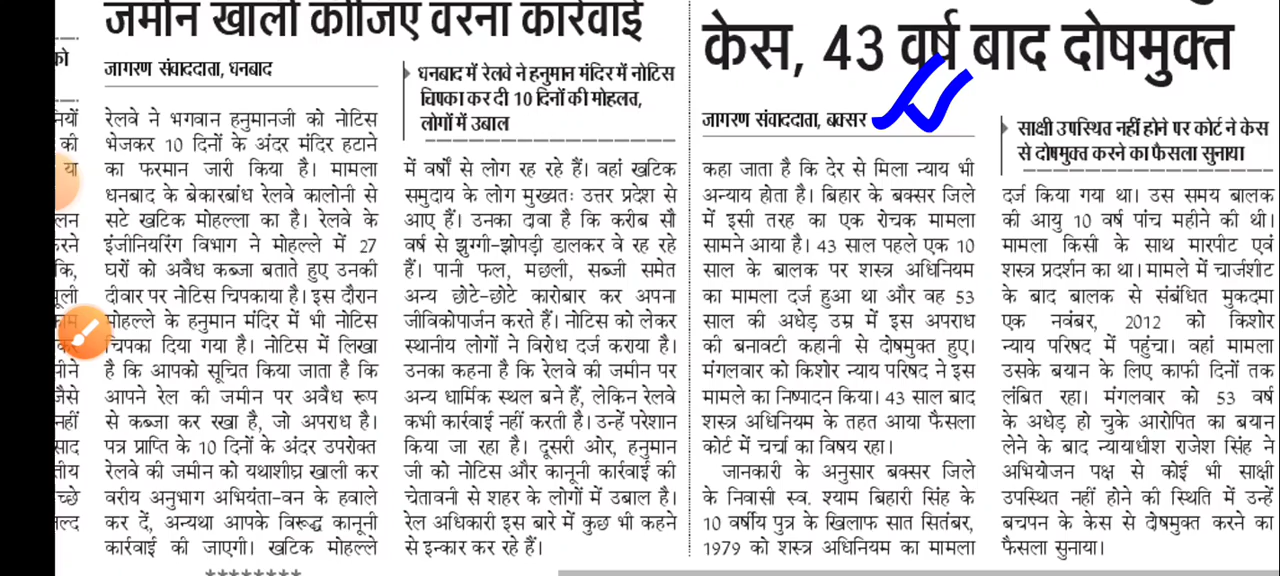 जमीन खाली कीजिए वरना कार्रवाई
जागरण संवाददाता, धनबाद
रेलवे ने भगवान हनुमानजी को नोटिस
भेजकर 10 दिनों के अंदर मंदिर हटाने
का फरमान जारी किया है। मामला
धनबाद के बेकारबांध रेलवे कालोनी से
सटे खटिक मोहल्ला का है। रेलवे के
इंजीनियरिंग विभाग ने मोहल्ले में 27
घरों को अवैध कब्जा बताते हुए उनकी
दीवार पर नोटिस चिपकाया है। इस दौरान
मोहल्ले के हनुमान मंदिर में भी नोटिस
चिपका दिया गया है। नोटिस में लिखा
है कि आपको सूचित किया जाता है कि
आपने रेल की जमीन पर अवैध रूप
से कब्जा कर रखा है, जो अपराध है।
पत्र प्राप्ति के 10 दिनों के अंदर उपरोक्त
रेलवे की जमीन को यथाशीघ्र खाली कर
वरीय अनुभाग अभियंता-वन के हवाले
कर दें, अन्यथा आपके विरूद्ध कानूनी
कार्रवाई की जाएगी। खटिक मोहल्ले
धनबाद में रेलवे ने हनुमान मंदिर में नोटिस
चिपका कर दी 10 दिनों की मोहलत,
लोगों में उबाल
में वर्षों से लोग रह रहे हैं। वहां खटिक
समुदाय के लोग मुख्यतः उत्तर प्रदेश से
आए हैं। उनका दावा है कि करीब सौ
वर्ष से झुग्गी-झोपड़ी डालकर वे रह रहे
हैं। पानी फल, मछली, सब्जी समेत
अन्य छोटे-छोटे कारोबार कर अपना
जीविकोपार्जन करते हैं। नोटिस को लेकर
स्थानीय लोगों ने विरोध दर्ज कराया है।
उनका कहना है कि रेलवे की जमीन पर
अन्य धार्मिक स्थल बने हैं, लेकिन रेलवे
कभी कार्रवाई नहीं करती है। उन्हें परेशान
किया जा रहा है। दूसरी ओर, हनुमान
जी को नोटिस और कानूनी कार्रवाई की
चेतावनी से शहर के लोगों में उबाल है।
रेल अधिकारी इस बारे में कुछ भी कहने
से इन्कार कर रहे हैं।
केस, 43 वर्ष बाद दोषमुक्त
जागरण संवाददाता, बक्सर
कहा जाता है कि देर से मिला न्याय भी
अन्याय होता है। बिहार के बक्सर जिले
में इसी तरह का एक रोचक मामला
सामने आया है। 43 साल पहले एक 10
साल के बालक पर शस्त्र अधिनियम
का मामला दर्ज हुआ था और वह 53
साल की अधेड़ उम्र में इस अपराध
की बनावटी कहानी से दोषमुक्त हुए।
मंगलवार को किशोर न्याय परिषद ने इस
मामले का निष्पादन किया। 43 साल बाद
शस्त्र अधिनियम के तहत आया फैसला
कोर्ट में चर्चा का विषय रहा।
जानकारी के अनुसार बक्सर जिले
के निवासी स्व. श्याम बिहारी सिंह के
10 वर्षीय पुत्र के खिलाफ सात सितंबर,
1979 को शस्त्र अधिनियम का मामला
साक्षी उपस्थित नहीं होने पर कोर्ट ने केस
से दोषमुक्त करने का फैसला सुनाया
दर्ज किया गया था। उस समय बालक
की आयु 10 वर्ष पांच महीने की थी।
मामला किसी के साथ मारपीट एवं
शस्त्र प्रदर्शन का था। मामले में चार्जशीट
के बाद बालक से संबंधित मुकदमा
एक नवंबर, 2012 को किशोर
न्याय परिषद में पहुंचा। वहां मामला
उसके बयान के लिए काफी दिनों तक
लंबित रहा। मंगलवार को 53 वर्ष
के अधेड़ हो चुके आरोपित का बयान
लेने के बाद न्यायाधीश राजेश सिंह ने
अभियोजन पक्ष से कोई भी साक्षी
उपस्थित नहीं होने की स्थिति में उन्हें
बचपन के केस से दोषमुक्त करने का
फैसला सुनाया।